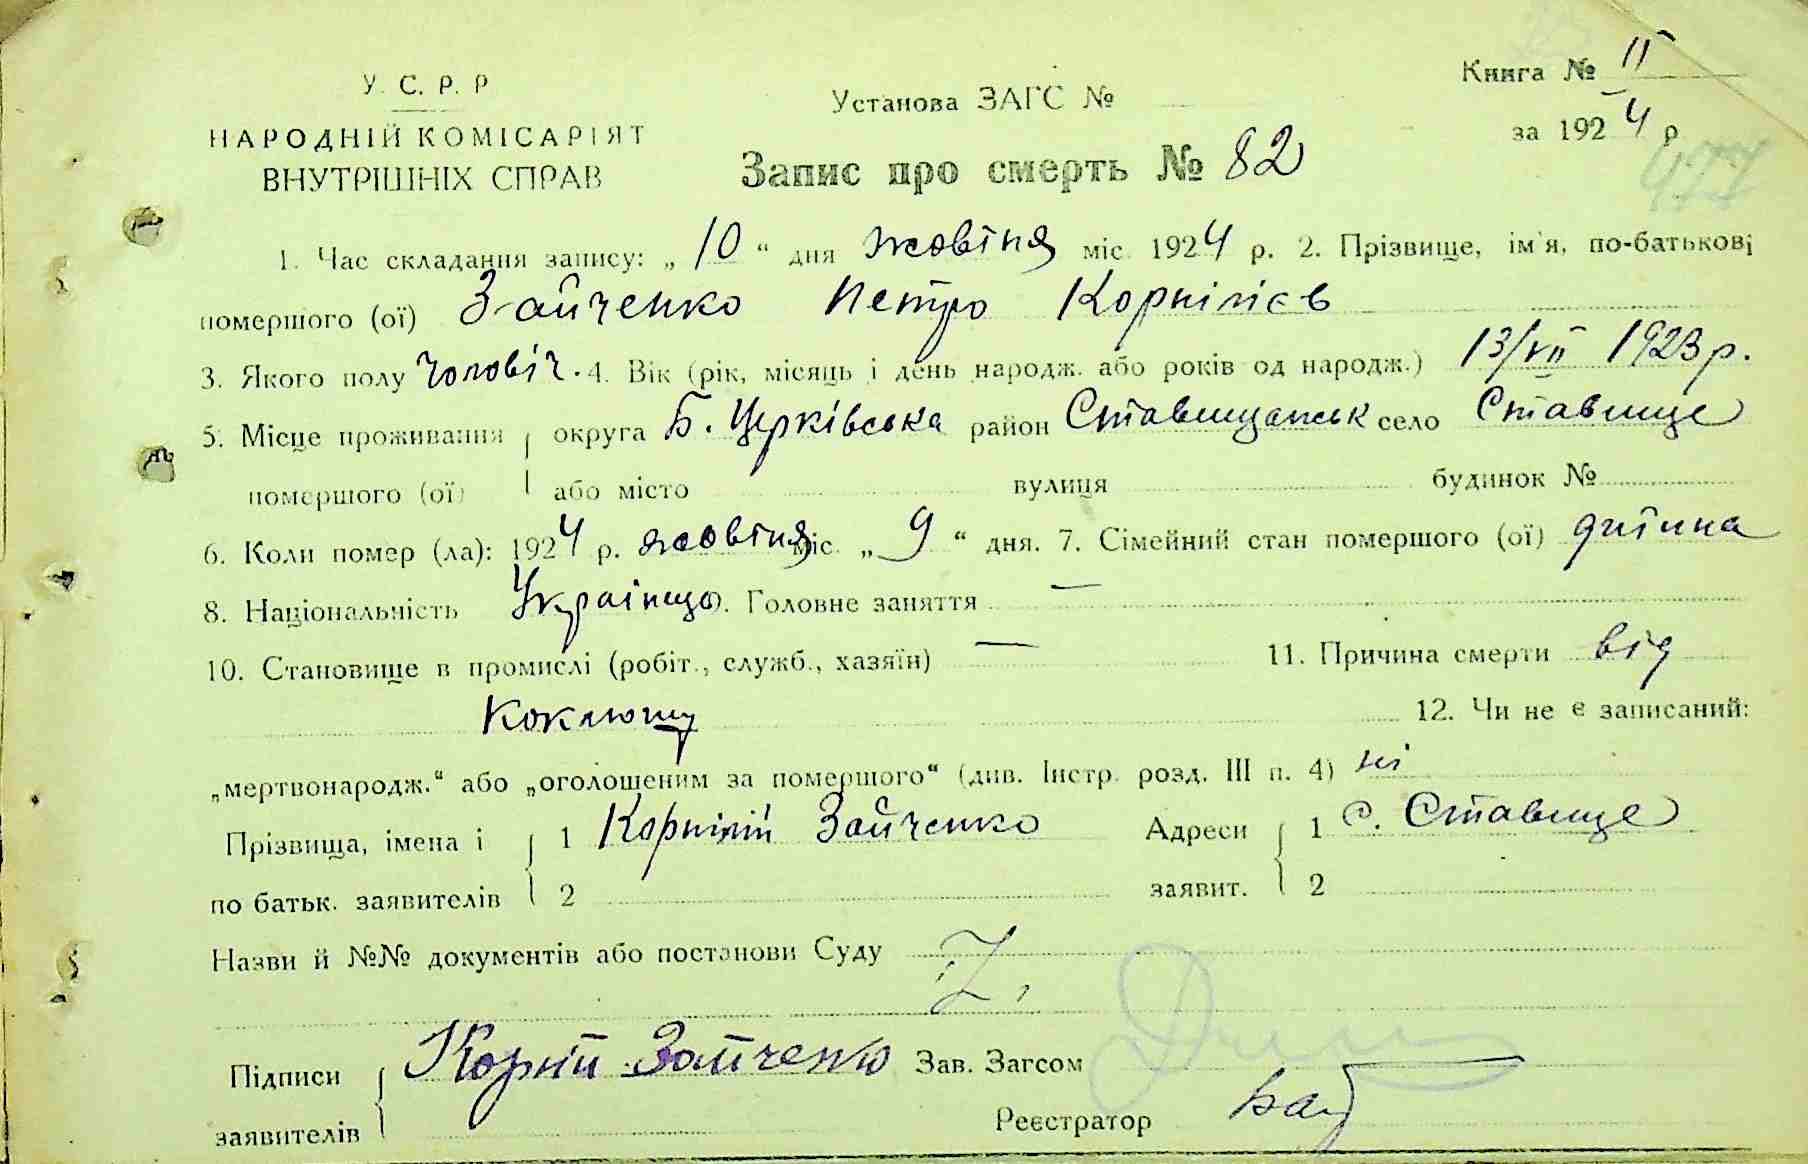 У. С. Р. Р
НАРОДНІЙ КОМІСАРІЯТ
ВНУТРІШНІХ СПРАВ
Установа ЗАГС №
Запис про смерть № 82
Книга № II
за 1924 р
477
1. Час складання запису: „10“ дня жовтня міс. 1924 р. 2. Прізвище, ім'я, по-батькові
помершого (ої) Зайченко Петро Корнілієв
3. Якого полу чоловіч. 4. Вік (рік, місяць і день народж. або років од народж.) 13/VII 1923 р.
5. Місце проживання округа Б. Церківська район Ставищанськ село Ставище
помершого (ої) або місто вулиця будинок №
6. Коли помер (ла): 1924 р. жовтня міс. „9“ дня. 7. Сімейний стан помершого (ої) дитина
8. Національність Українць 9. Головне заняття —
10. Становище в промислі (робіт., служб., хазяїн) — 11. Причина смерти від
коклюшу 12. Чи не є записаний:
„мертвонародж.“ або „оголошеним за помершого“ (див. Інстр. розд. III п. 4) ні
Прізвища, імена і 1 Корнілій Зайченко Адреси 1 с. Ставище
по батьк. заявителів 2 заявит. 2
Назви й №№ документів або постанови Суду
Підписи Корній Зайченко Зав. Загсом
заявителів Реєстратор